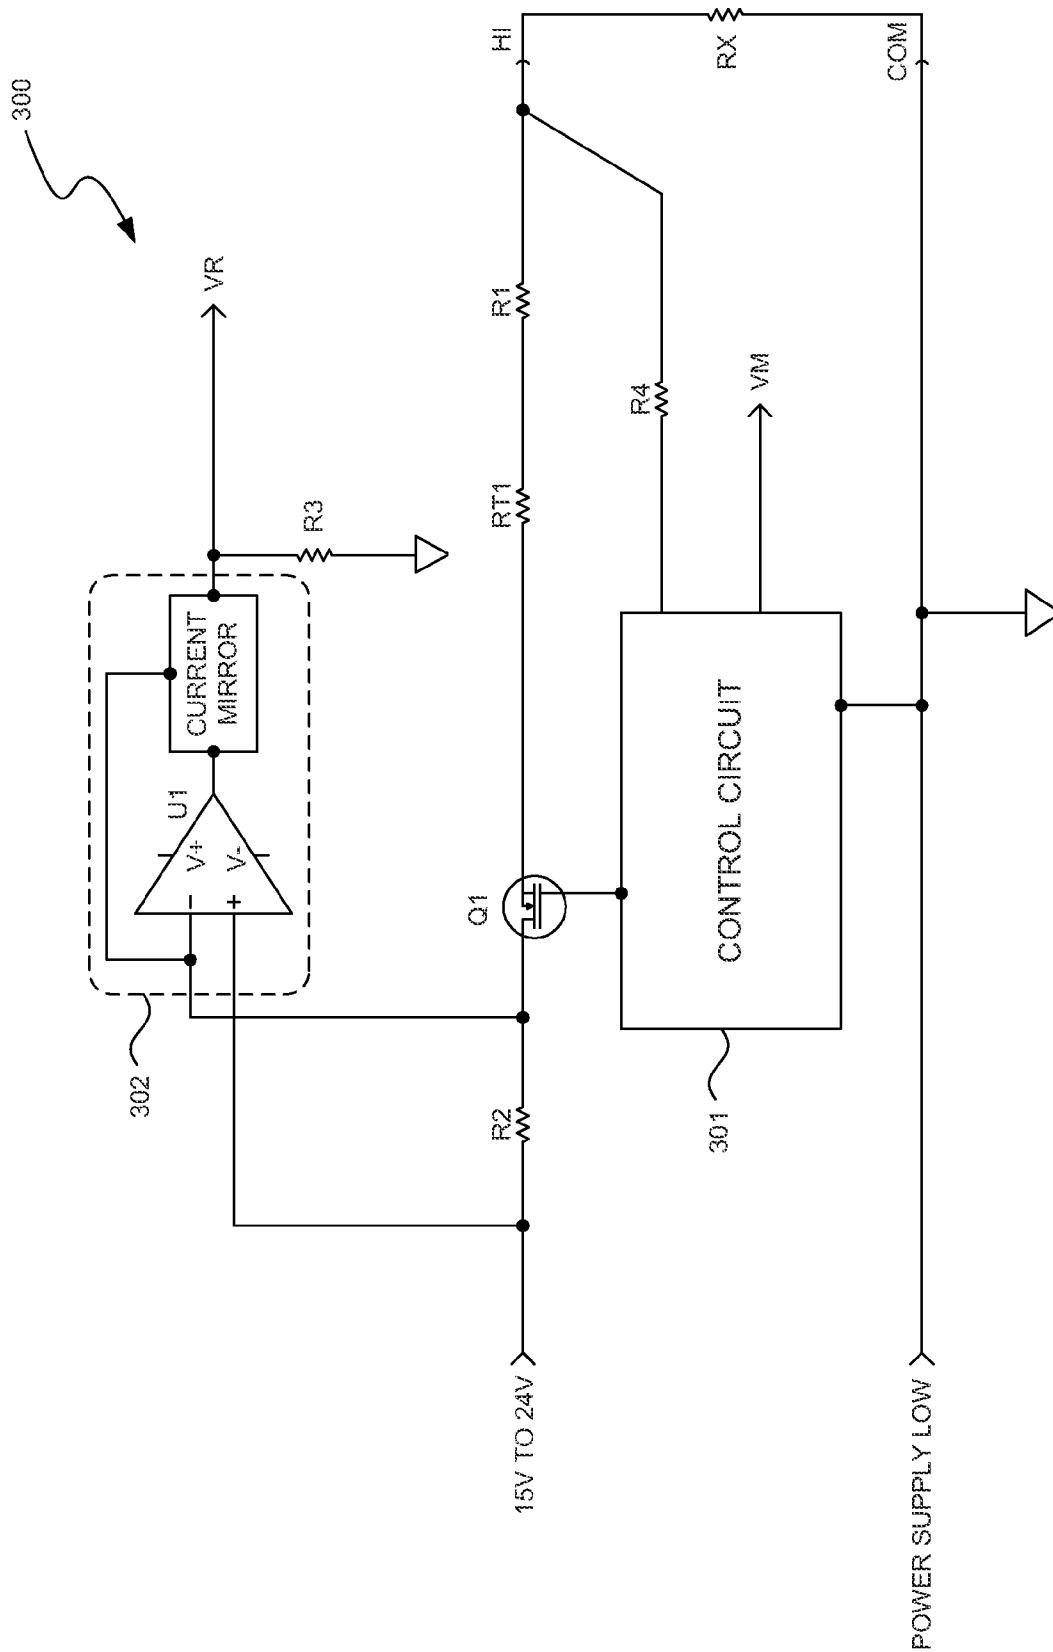 300
VR
R3
CURRENT
MIRROR
U1
V+
V-
−
+
302
HI
R1
RT1
Q1
R2
15V TO 24V
RX
R4
VM
CONTROL CIRCUIT
301
COM
POWER SUPPLY LOW